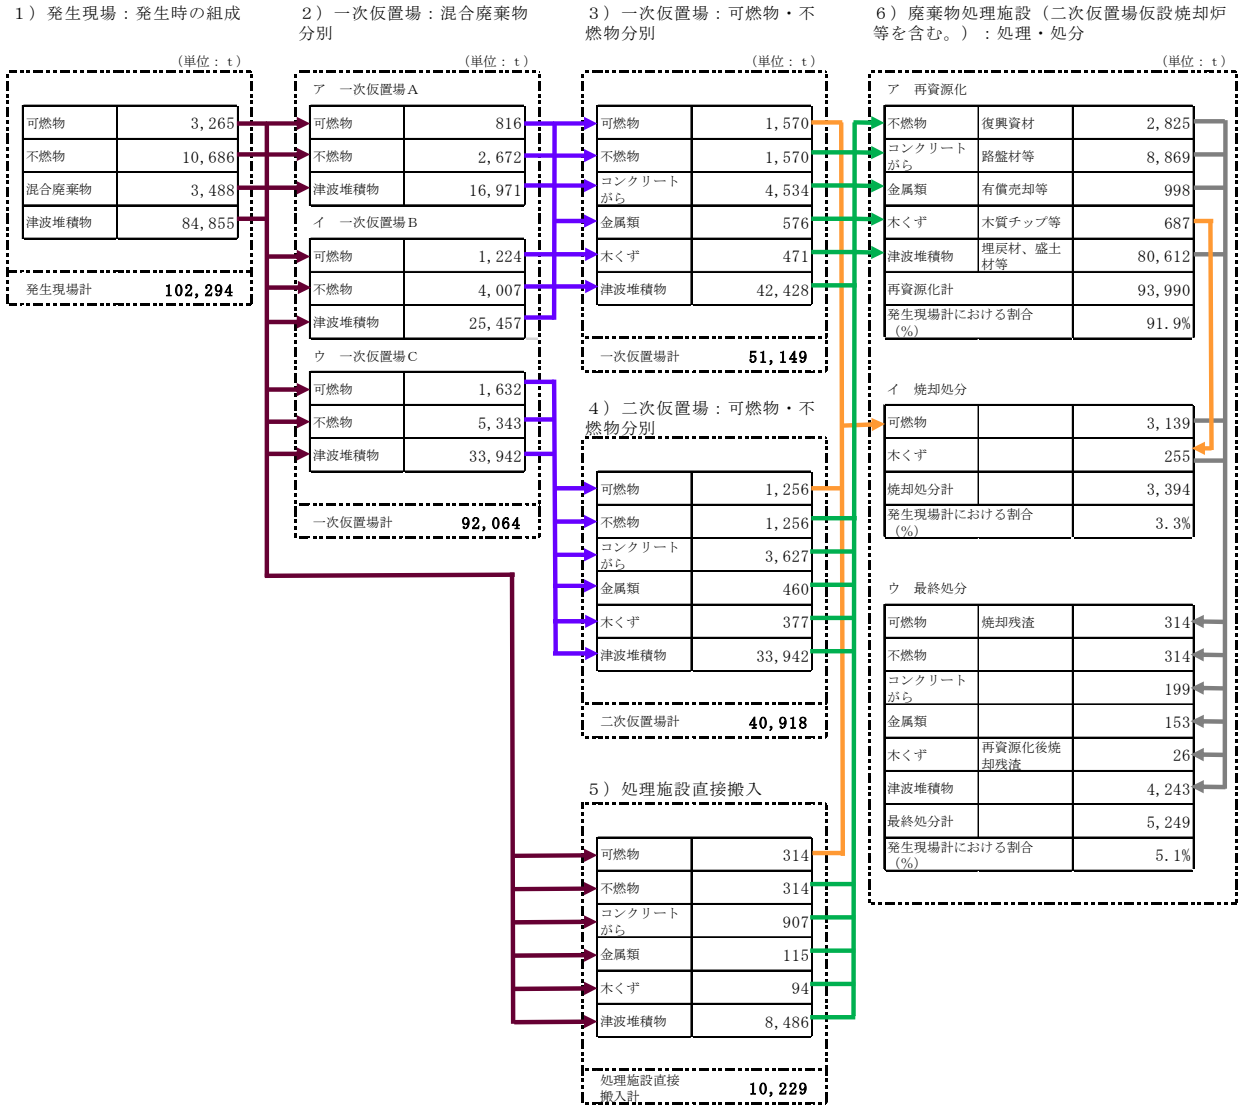 １）発生現場：発生時の組成
（単位：ｔ）
可燃物 3,265
不燃物 10,686
混合廃棄物 3,488
津波堆積物 84,855
発生現場計 102,294
２）一次仮置場：混合廃棄物
分別
（単位：ｔ）
ア　一次仮置場Ａ
可燃物 816
不燃物 2,672
津波堆積物 16,971
イ　一次仮置場Ｂ
可燃物 1,224
不燃物 4,007
津波堆積物 25,457
ウ　一次仮置場Ｃ
可燃物 1,632
不燃物 5,343
津波堆積物 33,942
一次仮置場計 92,064
３）一次仮置場：可燃物・不
燃物分別
（単位：ｔ）
可燃物 1,570
不燃物 1,570
コンクリート
がら 4,534
金属類 576
木くず 471
津波堆積物 42,428
一次仮置場計 51,149
４）二次仮置場：可燃物・不
燃物分別
可燃物 1,256
不燃物 1,256
コンクリート
がら 3,627
金属類 460
木くず 377
津波堆積物 33,942
二次仮置場計 40,918
５）処理施設直接搬入
可燃物 314
不燃物 314
コンクリート
がら 907
金属類 115
木くず 94
津波堆積物 8,486
処理施設直接
搬入計 10,229
６）廃棄物処理施設（二次仮置場仮設焼却炉
等を含む。）：処理・処分
（単位：ｔ）
ア　再資源化
不燃物 復興資材 2,825
コンクリート
がら 路盤材等 8,869
金属類 有償売却等 998
木くず 木質チップ等 687
津波堆積物 埋戻材、盛土
材等 80,612
再資源化計 93,990
発生現場計における割合
（%） 91.9%
イ　焼却処分
可燃物 3,139
木くず 255
焼却処分計 3,394
発生現場計における割合
（%） 3.3%
ウ　最終処分
可燃物 焼却残渣 314
不燃物 314
コンクリート
がら 199
金属類 153
木くず 再資源化後焼
却残渣 26
津波堆積物 4,243
最終処分計 5,249
発生現場計における割合
（%） 5.1%